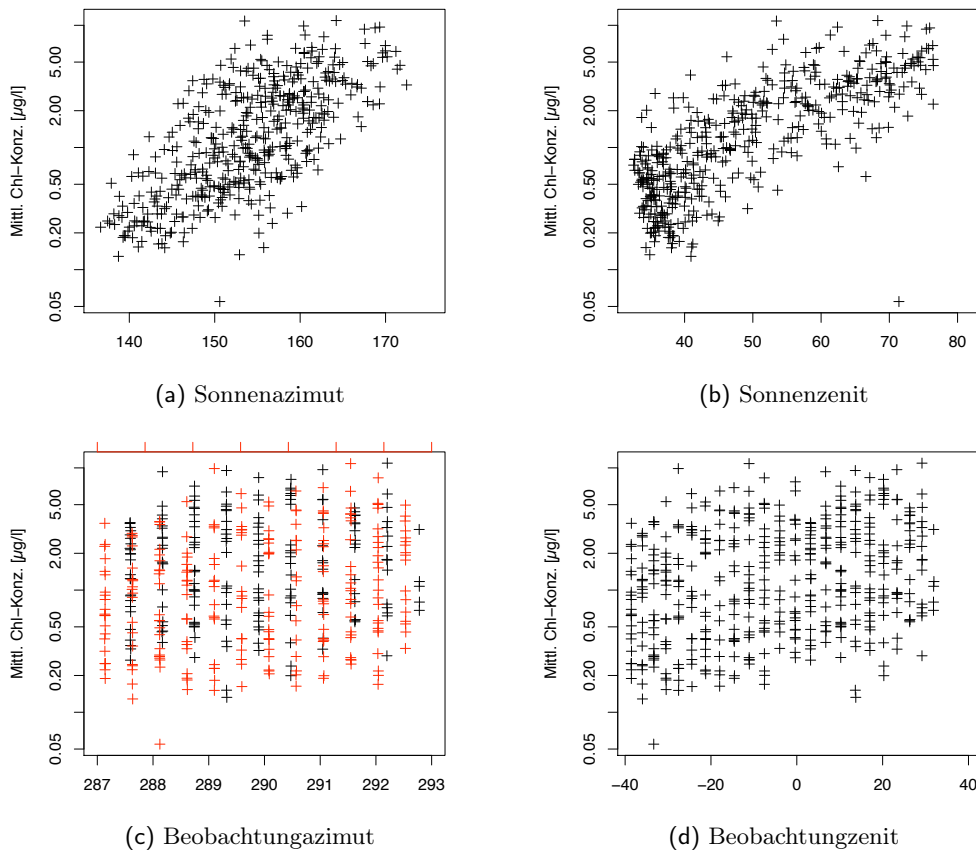 5.00
2.00
0.50
0.20
0.05
Mittl. Chl−Konz. [µg/l]
140 150 160 170
(a) Sonnenazimut
5.00
2.00
0.50
0.20
0.05
Mittl. Chl−Konz. [µg/l]
40 50 60 70 80
(b) Sonnenzenit
5.00
2.00
0.50
0.20
0.05
Mittl. Chl−Konz. [µg/l]
287 288 289 290 291 292 293
(c) Beobachtungazimut
5.00
2.00
0.50
0.20
0.05
Mittl. Chl−Konz. [µg/l]
−40 −20 0 20 40
(d) Beobachtungzenit